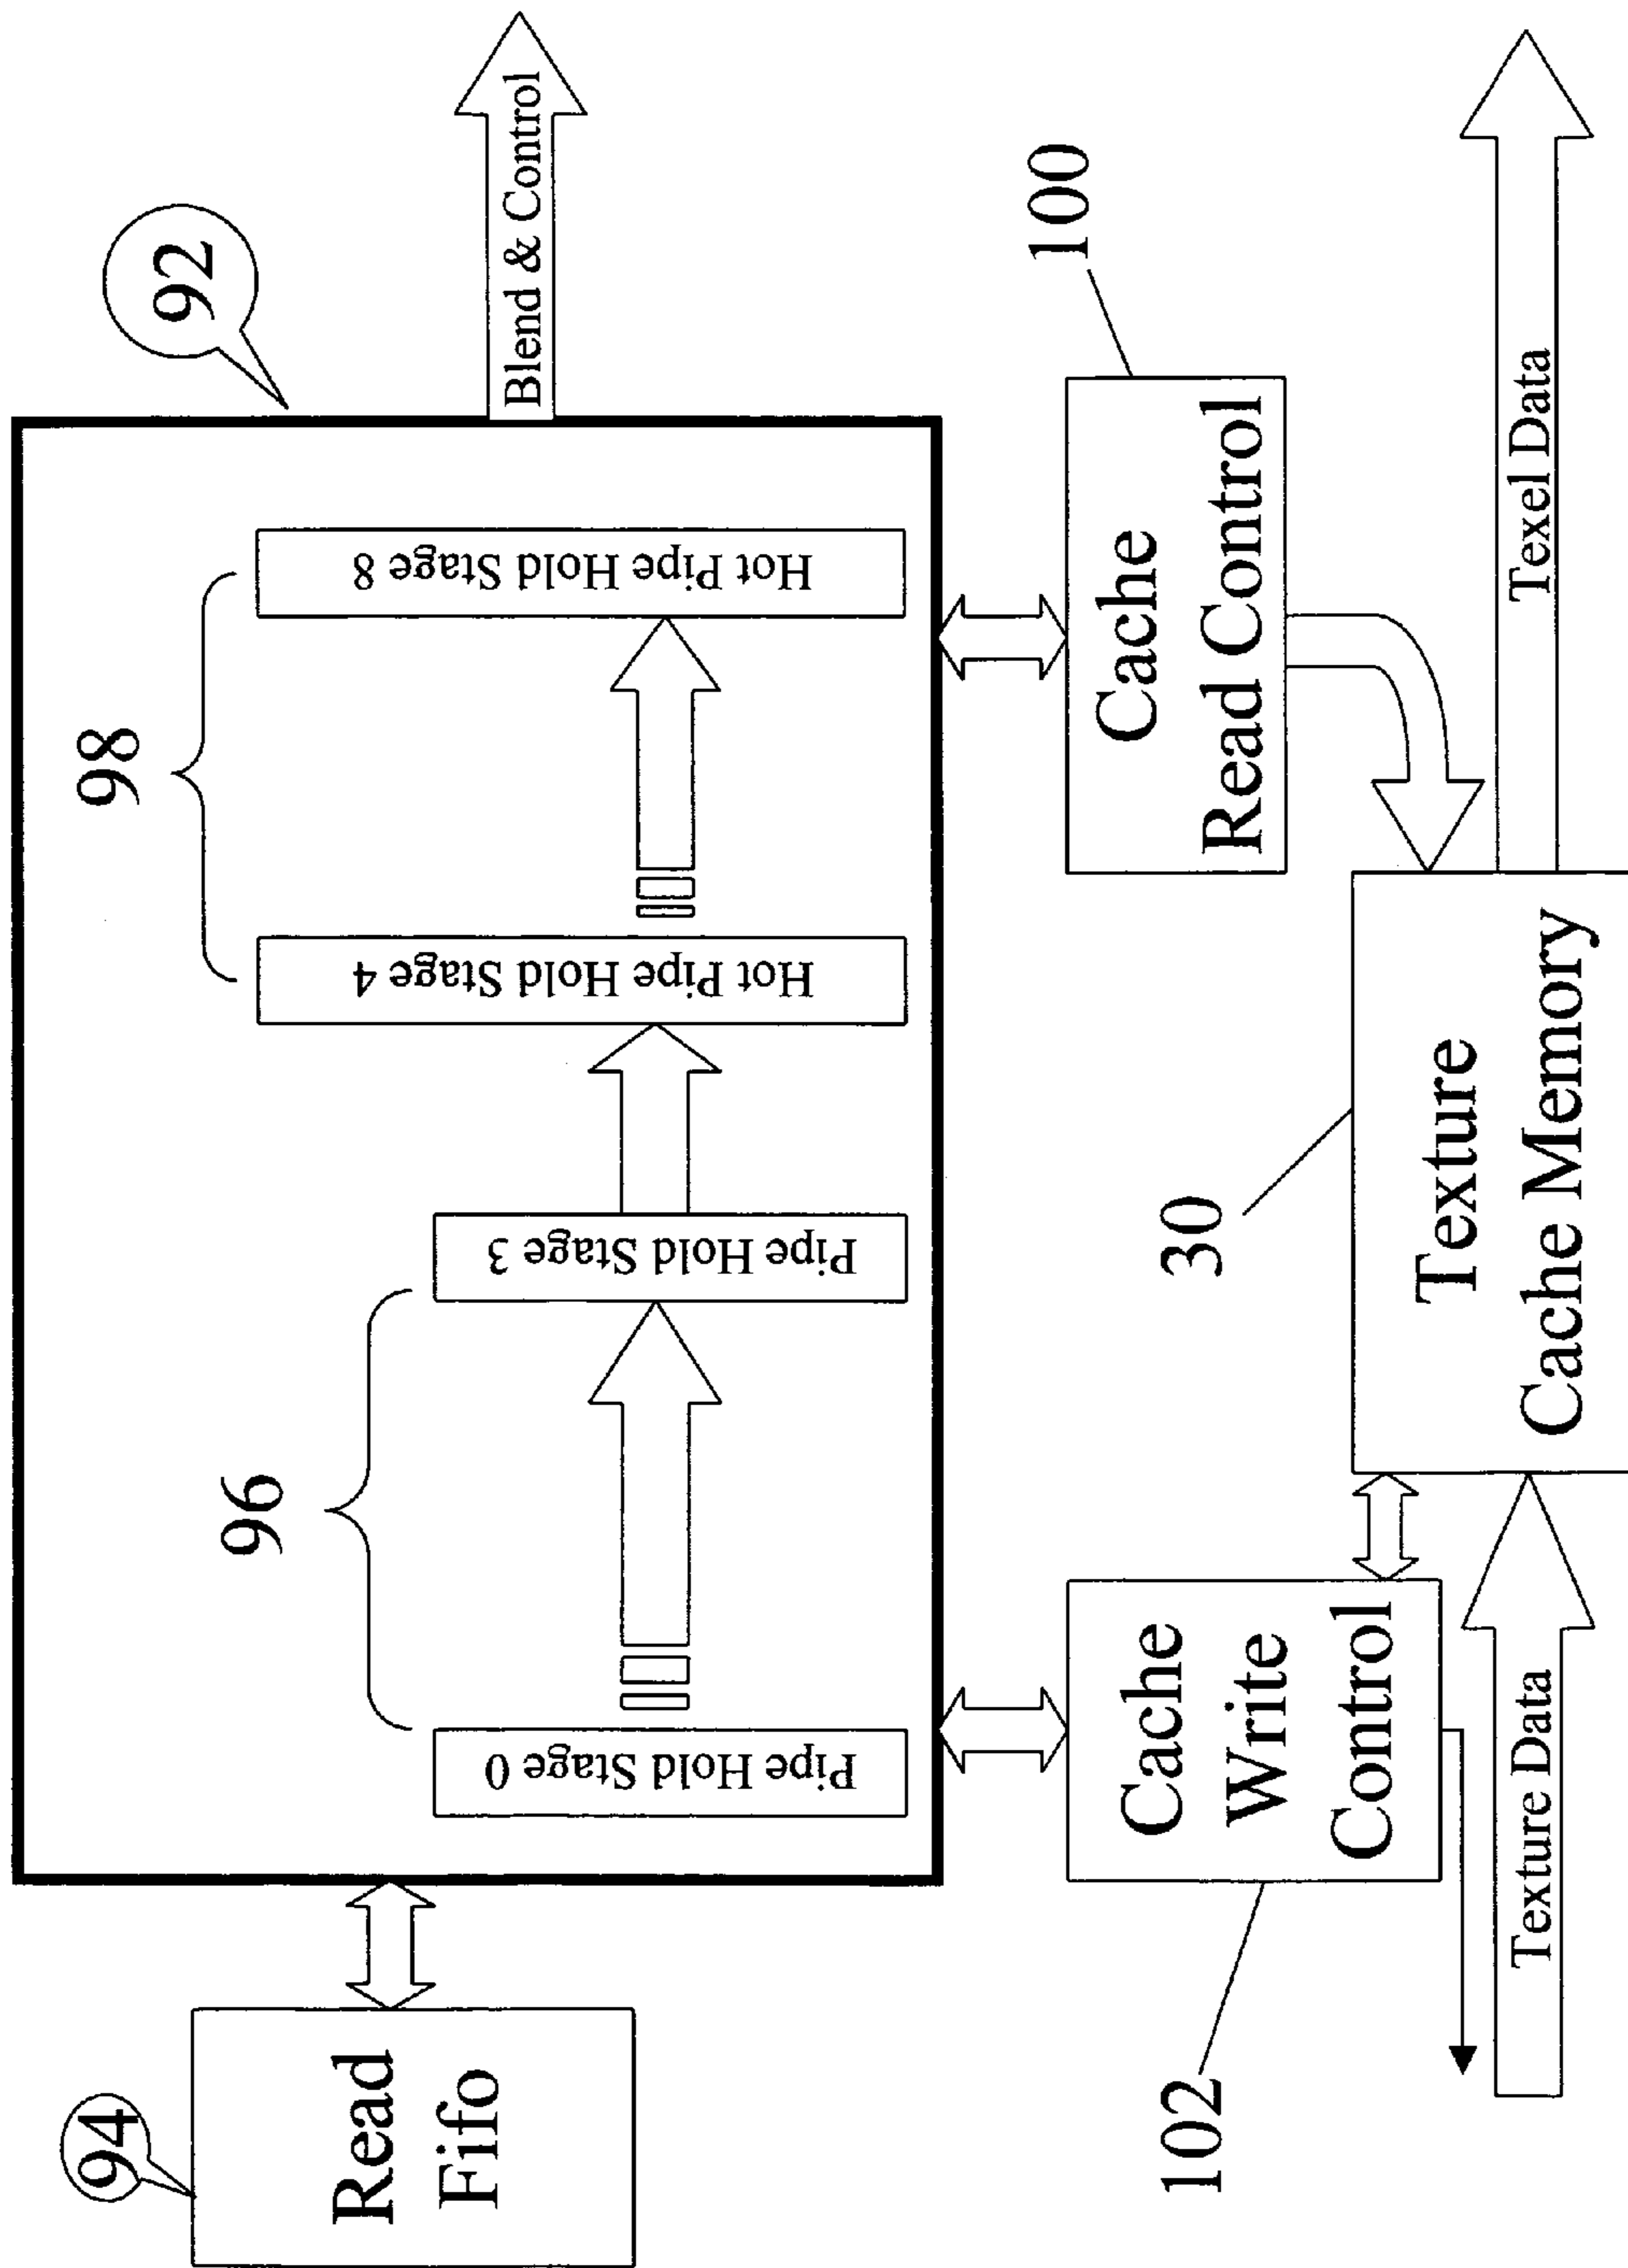 94
Read
Fifo
92
96
98
Pipe Hold Stage 0
Pipe Hold Stage 3
Hot Pipe Hold Stage 4
Hot Pipe Hold Stage 8
Blend & Control
102
Cache
Write
Control
30
Texture
Cache Memory
100
Cache
Read Control
Texture Data
Texel Data